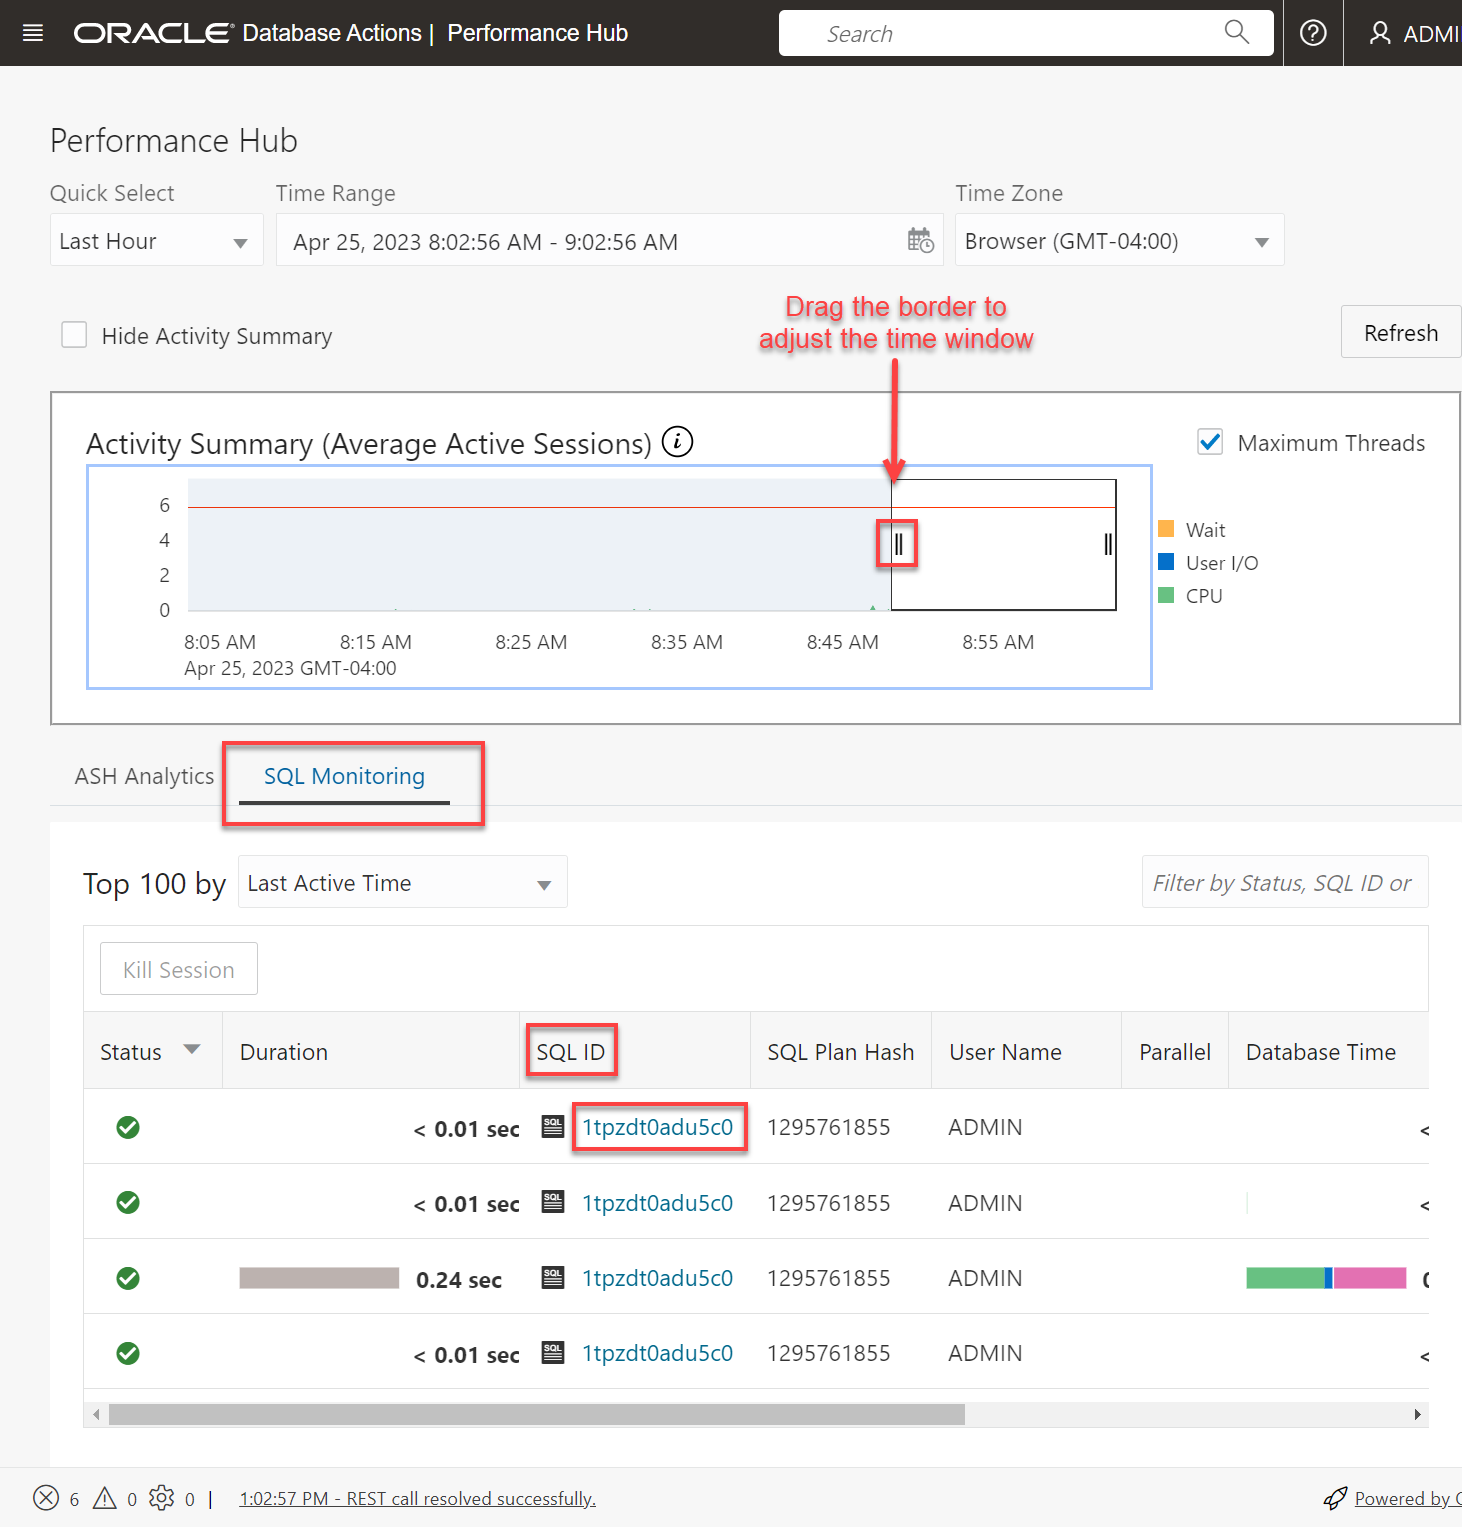 ORACLE® Database Actions | Performance Hub
Search
ADMI
Performance Hub
Quick Select
Time Range
Time Zone
Last Hour
Apr 25, 2023 8:02:56 AM - 9:02:56 AM
Browser (GMT-04:00)
Drag the border to
adjust the time window
Hide Activity Summary
Refresh
Activity Summary (Average Active Sessions)
Maximum Threads
6
4
2
0
Wait
User I/O
CPU
8:05 AM 8:15 AM 8:25 AM 8:35 AM 8:45 AM 8:55 AM
Apr 25, 2023 GMT-04:00
ASH Analytics SQL Monitoring
Top 100 by Last Active Time
Filter by Status, SQL ID or
Kill Session
Status Duration SQL ID SQL Plan Hash User Name Parallel Database Time
< 0.01 sec SQL 1tpzdt0adu5c0 1295761855 ADMIN <
< 0.01 sec SQL 1tpzdt0adu5c0 1295761855 ADMIN <
0.24 sec SQL 1tpzdt0adu5c0 1295761855 ADMIN
< 0.01 sec SQL 1tpzdt0adu5c0 1295761855 ADMIN <
6 0 0 | 1:02:57 PM - REST call resolved successfully.
Powered by